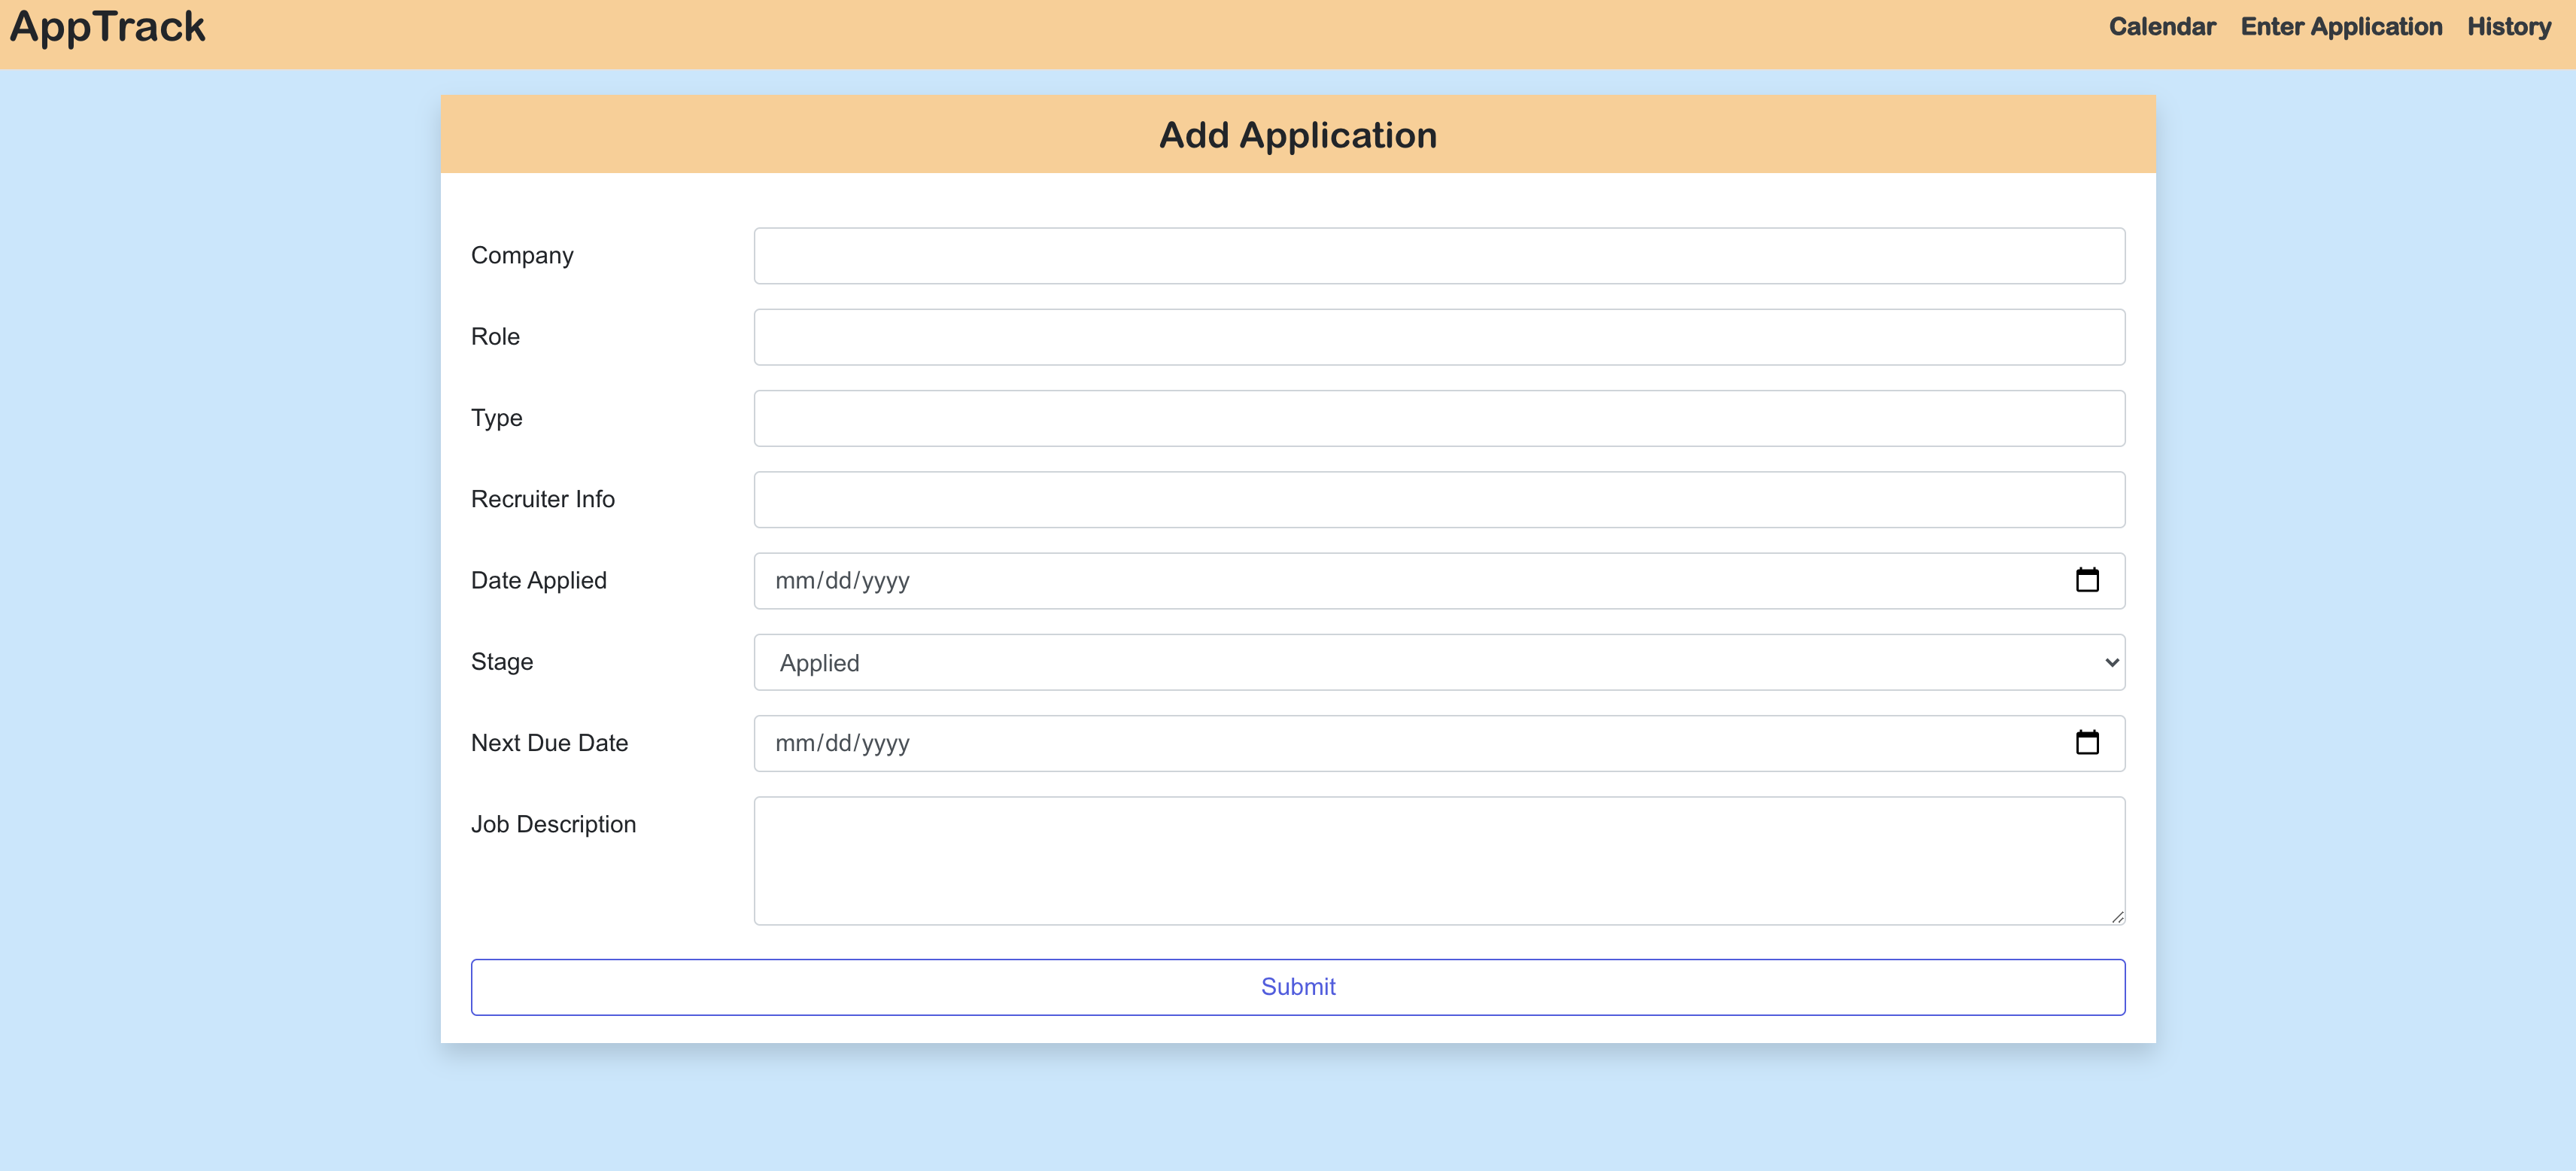 AppTrack
Calendar Enter Application History
Add Application
Company
Role
Type
Recruiter Info
Date Applied mm/dd/yyyy
Stage Applied
Next Due Date mm/dd/yyyy
Job Description
Submit